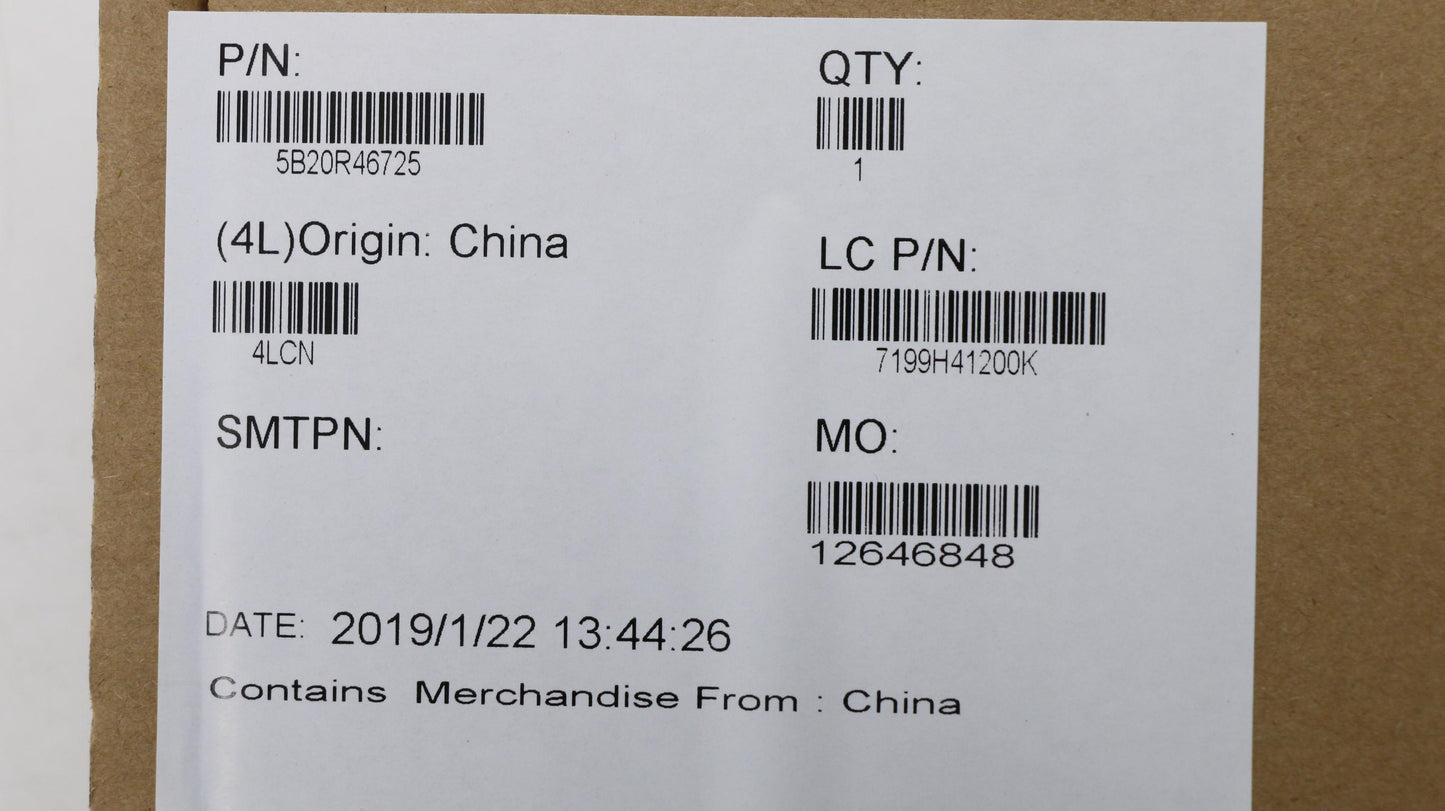 P/N:
5B20R46725
QTY:
1
(4L)Origin: China
4LCN
LC P/N:
7199H41200K
SMTPN:
MO:
12646848
DATE: 2019/1/22 13:44:26
Contains Merchandise From : China